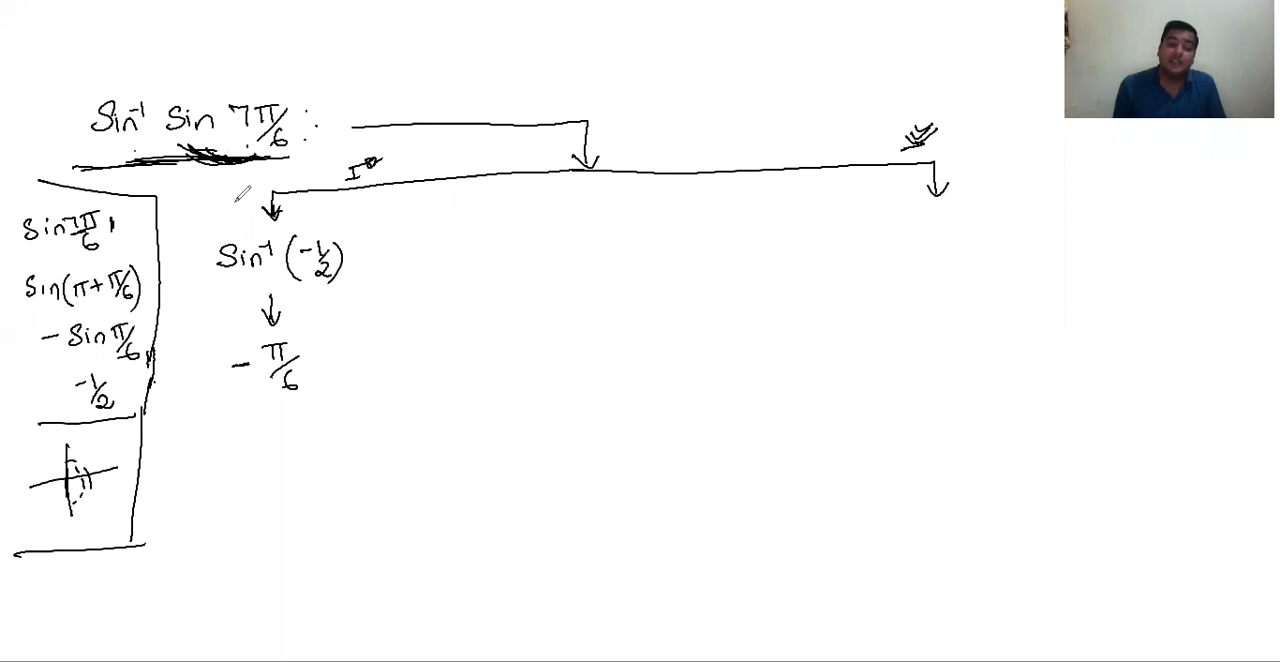 Sin⁻¹ Sin 7π/6 :
I
Sin 7π/6
Sin(π+π/6)
- Sin π/6
-1/2
Sin⁻¹ (-1/2)
- π/6